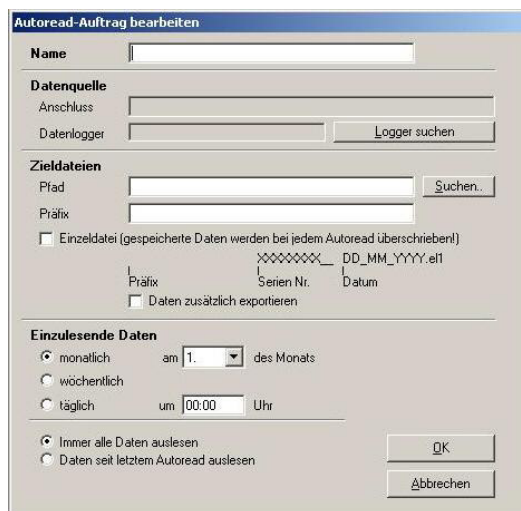 Autoread-Auftrag bearbeiten
Name
Datenquelle
Anschluss
Datenlogger
Logger suchen
Zieldateien
Pfad
Suchen..
Präfix
Einzeldatei (gespeicherte Daten werden bei jedem Autoread überschrieben!)
XXXXXXXX__ DD_MM_YYYY.el1
Präfix Serien Nr. Datum
Daten zusätzlich exportieren
Einzulesende Daten
monatlich am 1. des Monats
wöchentlich
täglich um 00:00 Uhr
Immer alle Daten auslesen
OK
Daten seit letztem Autoread auslesen
Abbrechen